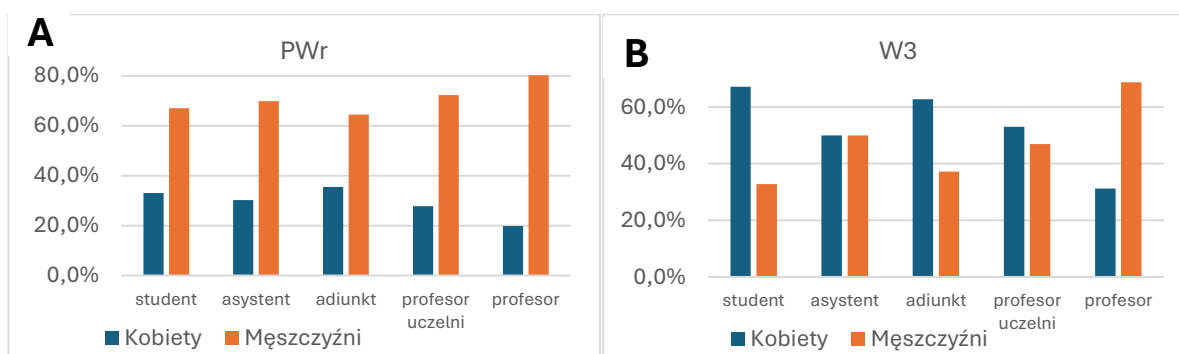 A
PWr
80,0%
60,0%
40,0%
20,0%
0,0%
student asystent adiunkt profesor uczelni profesor
Kobiety Męszczyźni
B
W3
60,0%
40,0%
20,0%
0,0%
student asystent adiunkt profesor uczelni profesor
Kobiety Męszczyźni